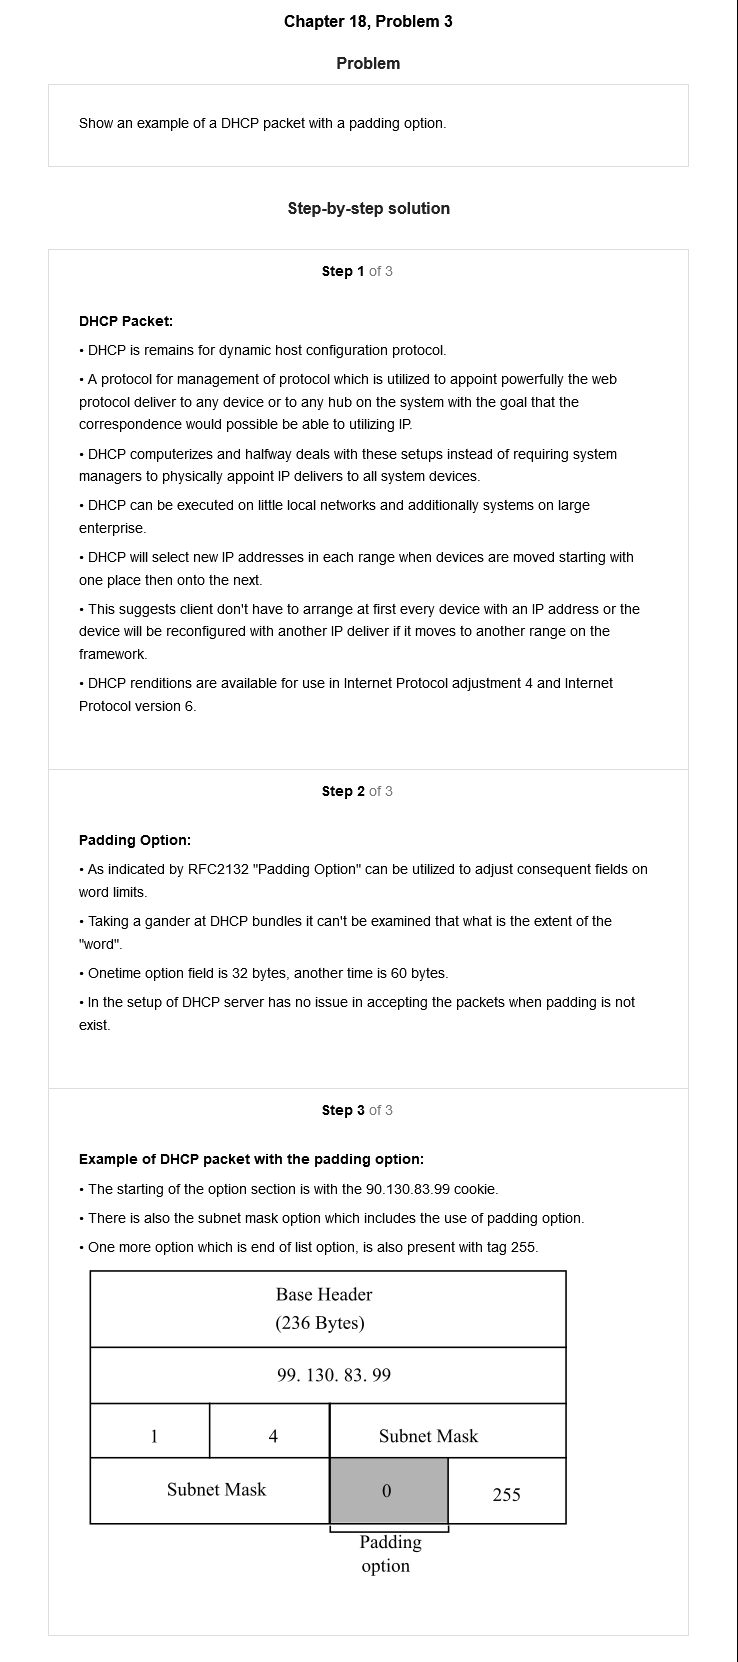 Chapter 18, Problem 3
Problem
Show an example of a DHCP packet with a padding option.
Step-by-step solution
Step 1 of 3
DHCP Packet:
• DHCP is remains for dynamic host configuration protocol.
• A protocol for management of protocol which is utilized to appoint powerfully the web
protocol deliver to any device or to any hub on the system with the goal that the
correspondence would possible be able to utilizing IP.
• DHCP computerizes and halfway deals with these setups instead of requiring system
managers to physically appoint IP delivers to all system devices.
• DHCP can be executed on little local networks and additionally systems on large
enterprise.
• DHCP will select new IP addresses in each range when devices are moved starting with
one place then onto the next.
• This suggests client don't have to arrange at first every device with an IP address or the
device will be reconfigured with another IP deliver if it moves to another range on the
framework.
• DHCP renditions are available for use in Internet Protocol adjustment 4 and Internet
Protocol version 6.
Step 2 of 3
Padding Option:
• As indicated by RFC2132 "Padding Option" can be utilized to adjust consequent fields on
word limits.
• Taking a gander at DHCP bundles it can't be examined that what is the extent of the
"word".
• Onetime option field is 32 bytes, another time is 60 bytes.
• In the setup of DHCP server has no issue in accepting the packets when padding is not
exist.
Step 3 of 3
Example of DHCP packet with the padding option:
• The starting of the option section is with the 90.130.83.99 cookie.
• There is also the subnet mask option which includes the use of padding option.
• One more option which is end of list option, is also present with tag 255.
Base Header
(236 Bytes)
99. 130. 83. 99
1 4 Subnet Mask
Subnet Mask 0 255
Padding
option